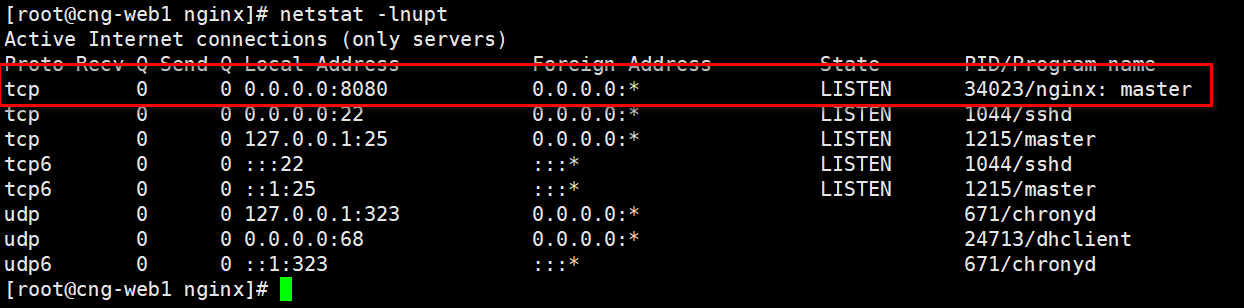 [root@cng-web1 nginx]# netstat -lnupt
Active Internet connections (only servers)
Proto Recv Q Send Q Local Address           Foreign Address         State       PID/Program name
tcp        0      0 0.0.0.0:8080            0.0.0.0:*               LISTEN      34023/nginx: master
tcp        0      0 0.0.0.0:22              0.0.0.0:*               LISTEN      1044/sshd
tcp        0      0 127.0.0.1:25            0.0.0.0:*               LISTEN      1215/master
tcp6       0      0 :::22                   :::*                    LISTEN      1044/sshd
tcp6       0      0 ::1:25                  :::*                    LISTEN      1215/master
udp        0      0 127.0.0.1:323           0.0.0.0:*                           671/chronyd
udp        0      0 0.0.0.0:68              0.0.0.0:*                           24713/dhclient
udp6       0      0 ::1:323                 :::*                                671/chronyd
[root@cng-web1 nginx]#